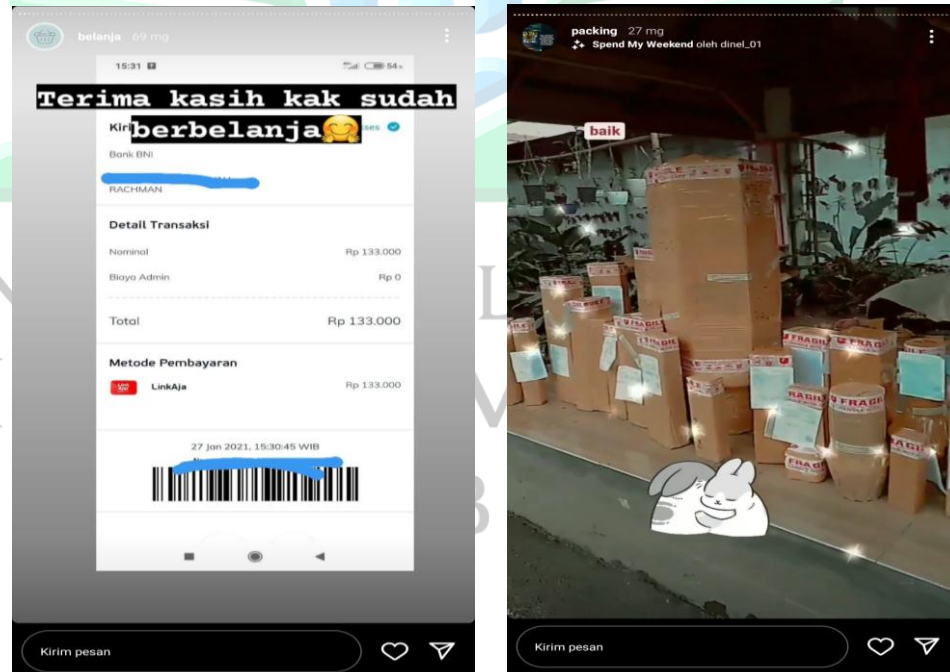 belanja 69 mg
15:31 54
Terima kasih kak sudah
berbelanja🤗
Bank BNI
RACHMAN
Detail Transaksi
Nominal Rp 133.000
Biaya Admin Rp 0
Total Rp 133.000
Metode Pembayaran
LinkAja Rp 133.000
27 Jan 2021, 15:30:45 WIB
Kirim pesan
packing 27 mg
Spend My Weekend oleh dinel_01
baik
FRAGILE
FRAGILE
Kirim pesan